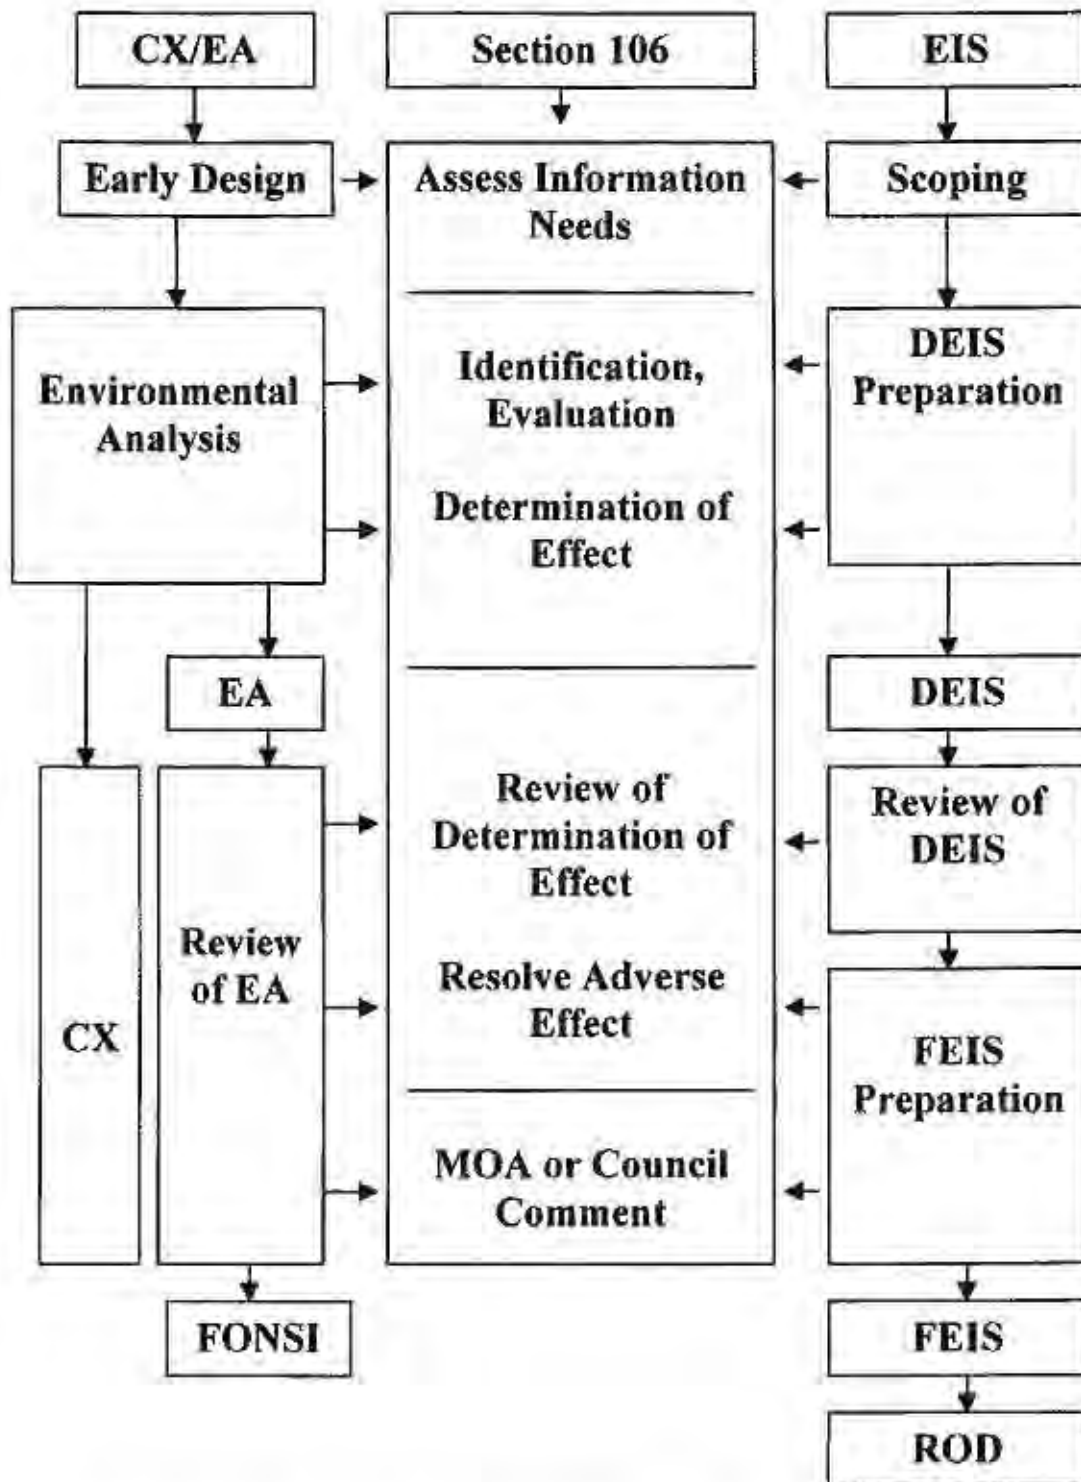 CX/EA
Section 106
EIS
Early Design
Assess Information
Needs
Scoping
Environmental
Analysis
Identification,
Evaluation
Determination of
Effect
DEIS
Preparation
EA
DEIS
CX
Review
of EA
Review of
Determination of
Effect
Resolve Adverse
Effect
Review of
DEIS
FEIS
Preparation
MOA or Council
Comment
FONSI
FEIS
ROD